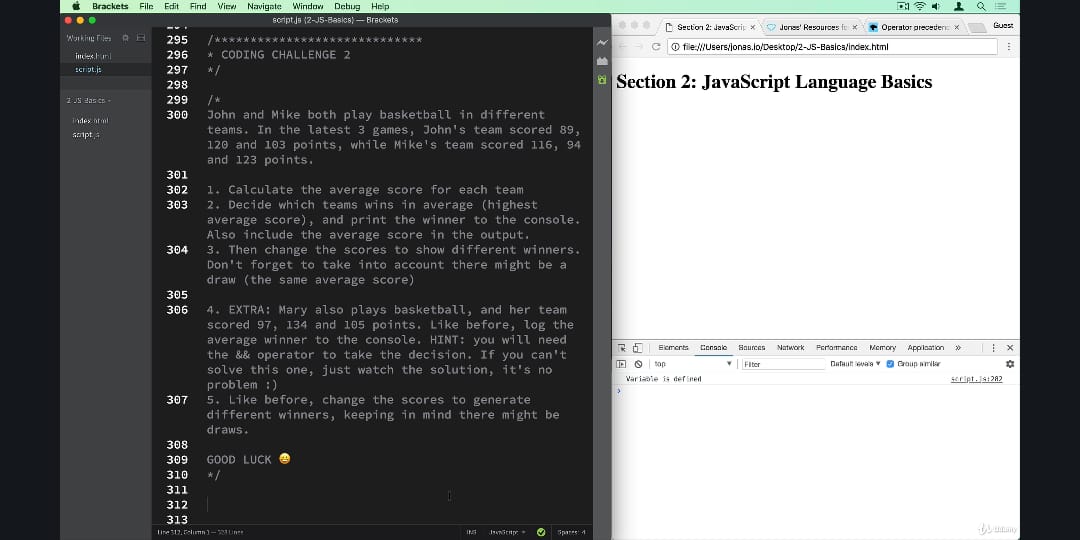 Brackets File Edit Find View Navigate Window Debug Help
script.js (2-JS-Basics) — Brackets
Working Files
index.html
script.js
2-JS-Basics
index.html
script.js
295 /*****************************
296 * CODING CHALLENGE 2
297 */
298
299 /*
300 John and Mike both play basketball in different
teams. In the latest 3 games, John's team scored 89,
120 and 103 points, while Mike's team scored 116, 94
and 123 points.
301
302 1. Calculate the average score for each team
303 2. Decide which teams wins in average (highest
average score), and print the winner to the console.
Also include the average score in the output.
304 3. Then change the scores to show different winners.
Don't forget to take into account there might be a
draw (the same average score)
305
306 4. EXTRA: Mary also plays basketball, and her team
scored 97, 134 and 105 points. Like before, log the
average winner to the console. HINT: you will need
the && operator to take the decision. If you can't
solve this one, just watch the solution, it's no
problem :)
307 5. Like before, change the scores to generate
different winners, keeping in mind there might be
draws.
308
309 GOOD LUCK 😀
310 */
311
312
313
Line 312, Column 1 — 328 Lines
INS JavaScript Spaces: 4
Section 2: JavaScrip × Jonas' Resources fo × Operator precedenc × Guest
file:///Users/jonas.io/Desktop/2-JS-Basics/index.html
Section 2: JavaScript Language Basics
Elements Console Sources Network Performance Memory Application » ×
top Filter Default levels Group similar
Variable is defined script.js:282
>
Udemy